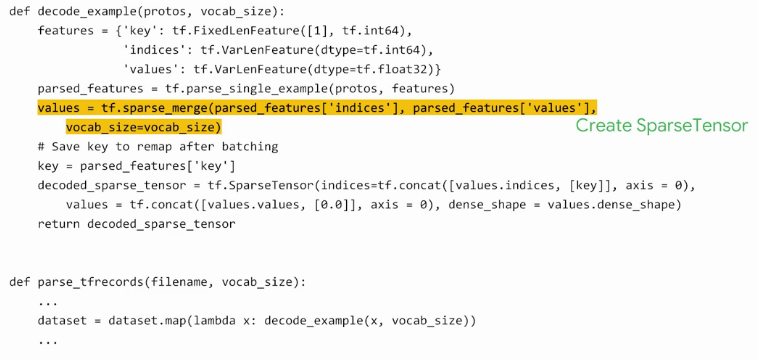 def decode_example(protos, vocab_size):
    features = {'key': tf.FixedLenFeature([1], tf.int64),
                'indices': tf.VarLenFeature(dtype=tf.int64),
                'values': tf.VarLenFeature(dtype=tf.float32)}
    parsed_features = tf.parse_single_example(protos, features)
    values = tf.sparse_merge(parsed_features['indices'], parsed_features['values'],
        vocab_size=vocab_size)
Create SparseTensor
    # Save key to remap after batching
    key = parsed_features['key']
    decoded_sparse_tensor = tf.SparseTensor(indices=tf.concat([values.indices, [key]], axis = 0),
        values = tf.concat([values.values, [0.0]], axis = 0), dense_shape = values.dense_shape)
    return decoded_sparse_tensor
def parse_tfrecords(filename, vocab_size):
    ...
    dataset = dataset.map(lambda x: decode_example(x, vocab_size))
    ...